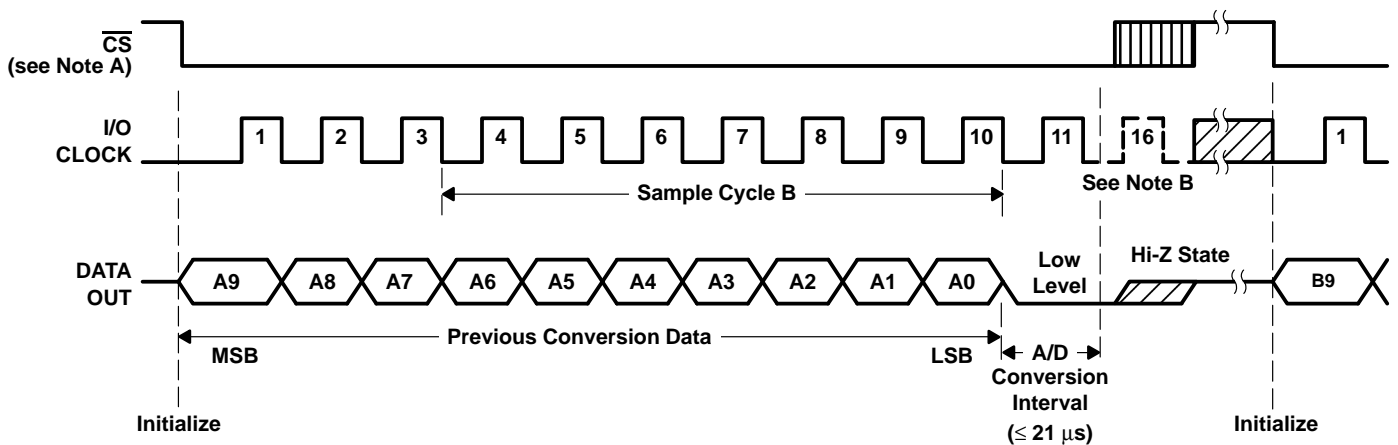 CS
(see Note A)
I/O
CLOCK
1 2 3 4 5 6 7 8 9 10 11 16 1
See Note B
Sample Cycle B
DATA
OUT
A9 A8 A7 A6 A5 A4 A3 A2 A1 A0
Low
Level
Hi-Z State
B9
Previous Conversion Data
MSB
LSB
A/D
Conversion
Interval
(≤ 21 μs)
Initialize
Initialize